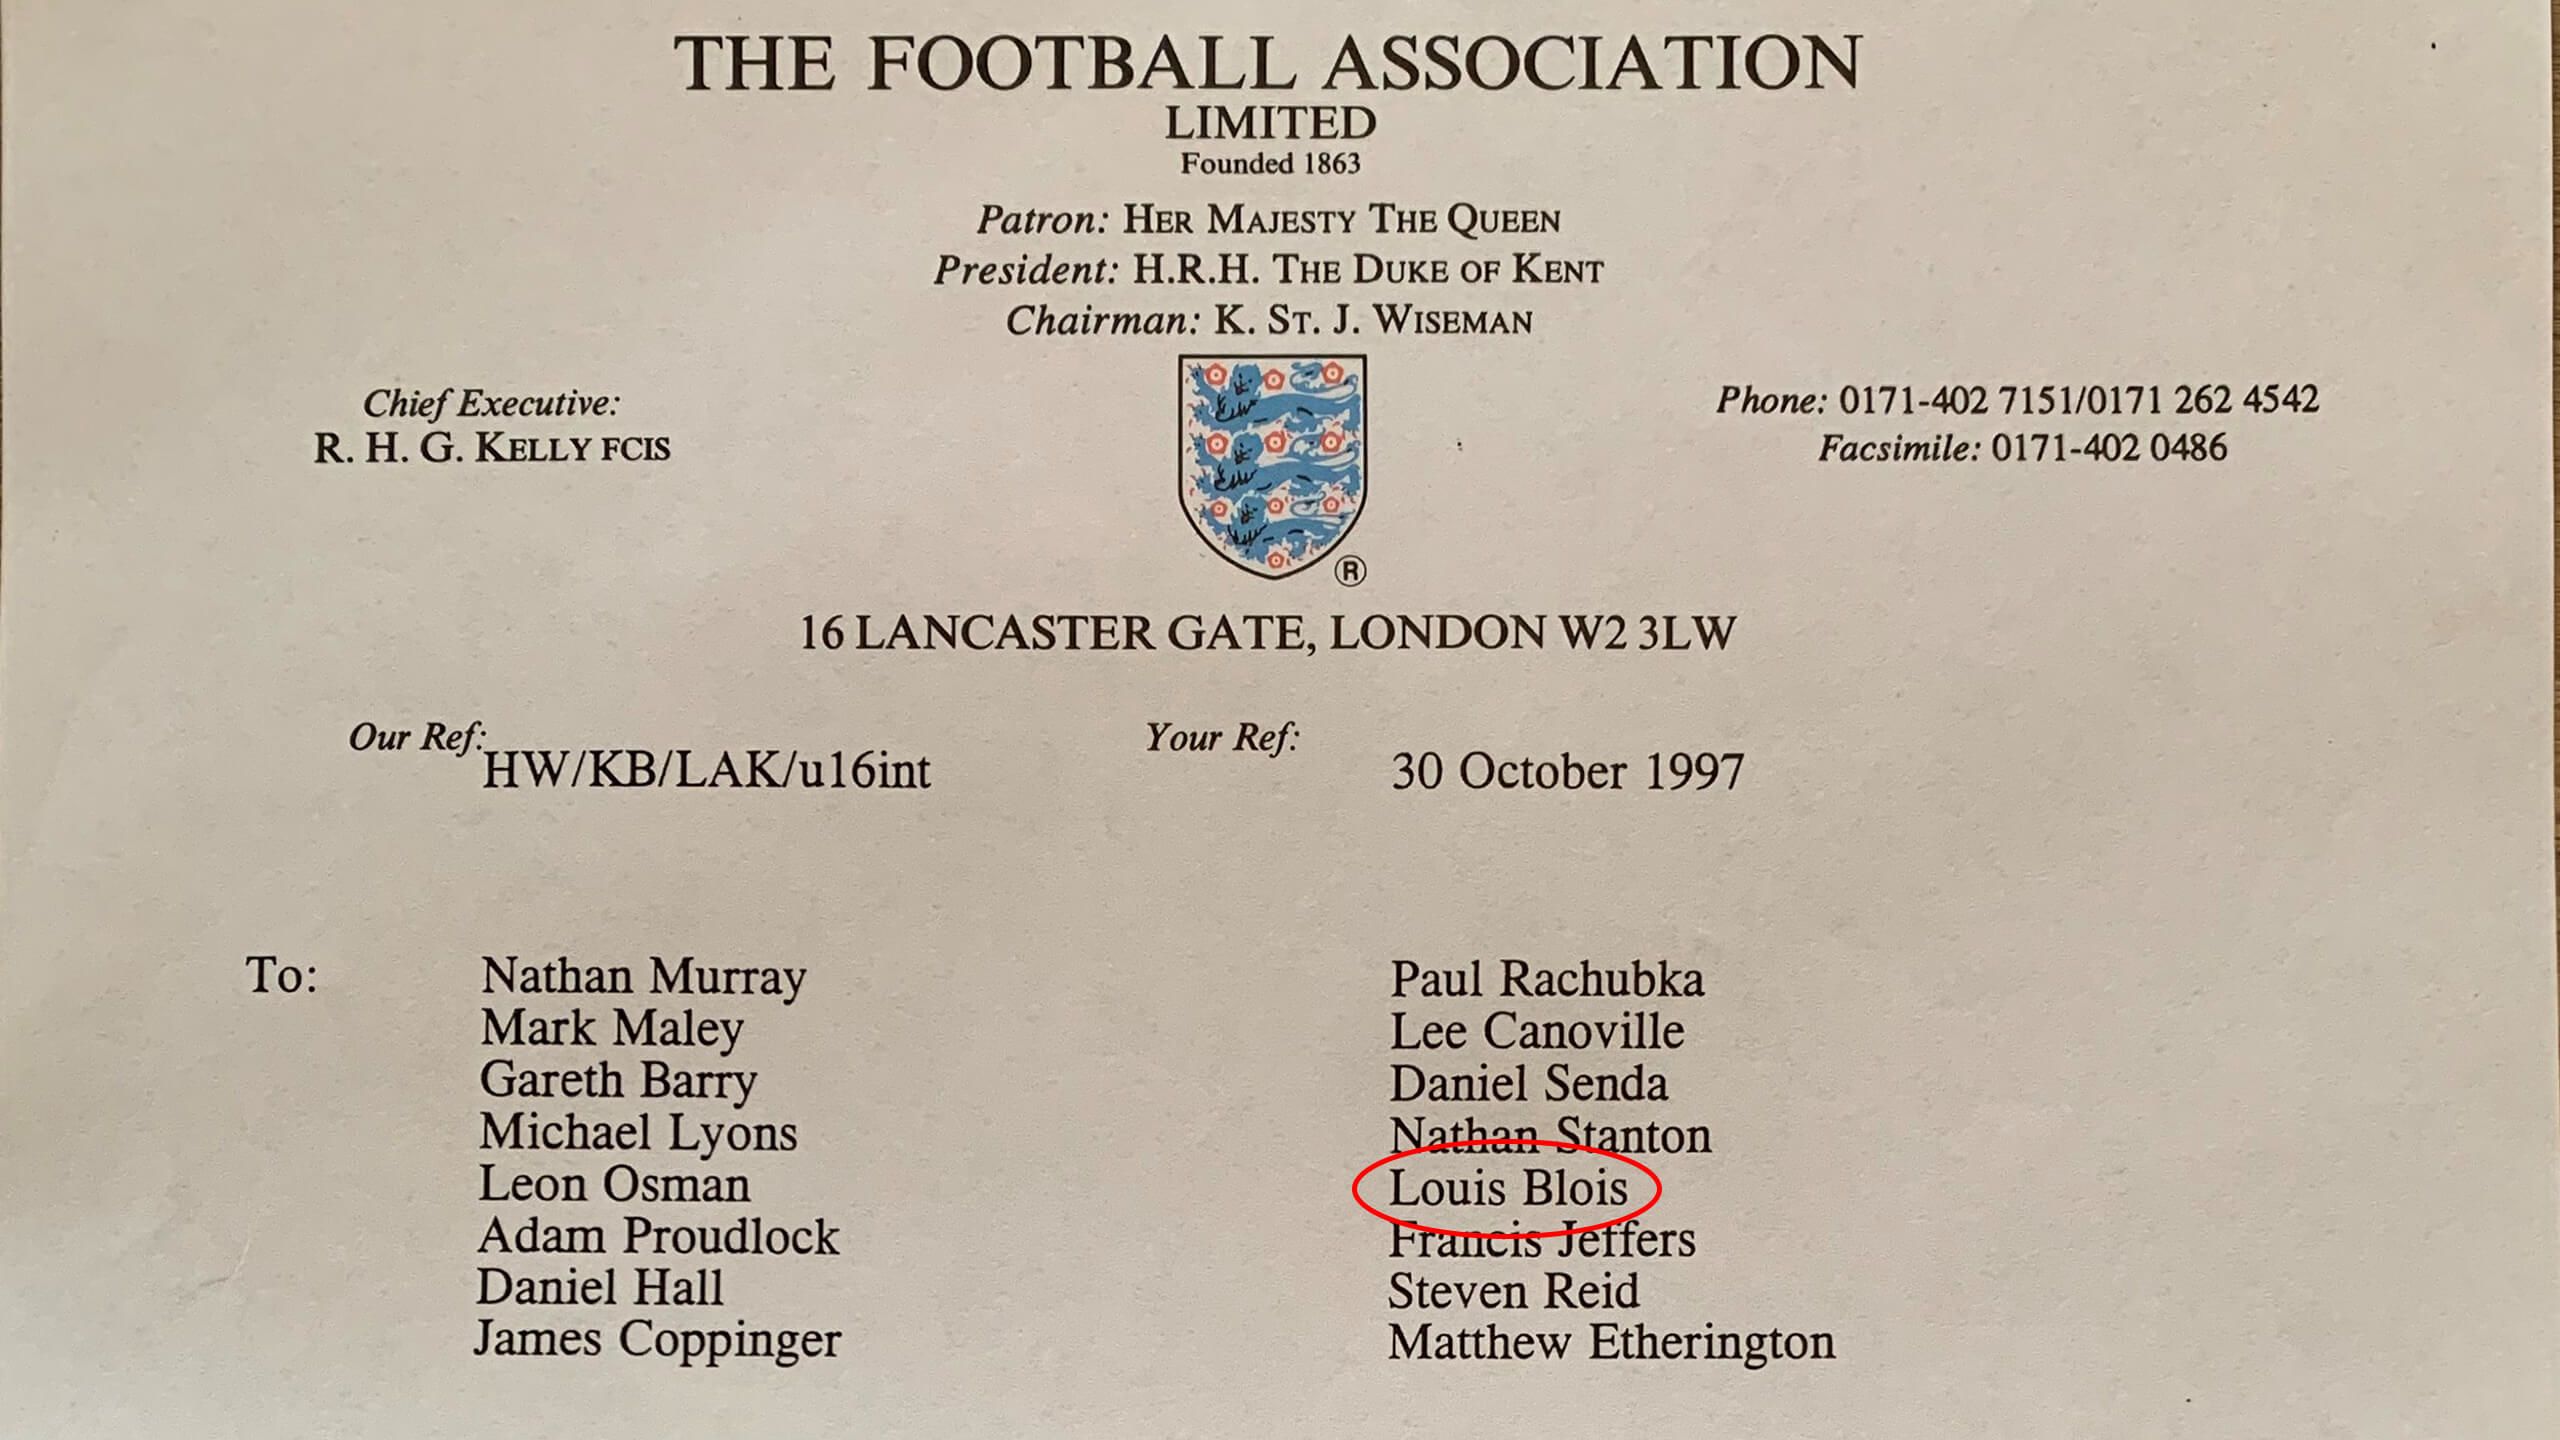 THE FOOTBALL ASSOCIATION
LIMITED
Founded 1863
Patron: HER MAJESTY THE QUEEN
President: H.R.H. THE DUKE OF KENT
Chairman: K. ST. J. WISEMAN
Chief Executive:
R. H. G. KELLY FCIS
Phone: 0171-402 7151/0171 262 4542
Facsimile: 0171-402 0486
®
16 LANCASTER GATE, LONDON W2 3LW
Our Ref: HW/KB/LAK/u16int
Your Ref:
30 October 1997
To:
Nathan Murray
Mark Maley
Gareth Barry
Michael Lyons
Leon Osman
Adam Proudlock
Daniel Hall
James Coppinger
Paul Rachubka
Lee Canoville
Daniel Senda
Nathan Stanton
Louis Blois
Francis Jeffers
Steven Reid
Matthew Etherington